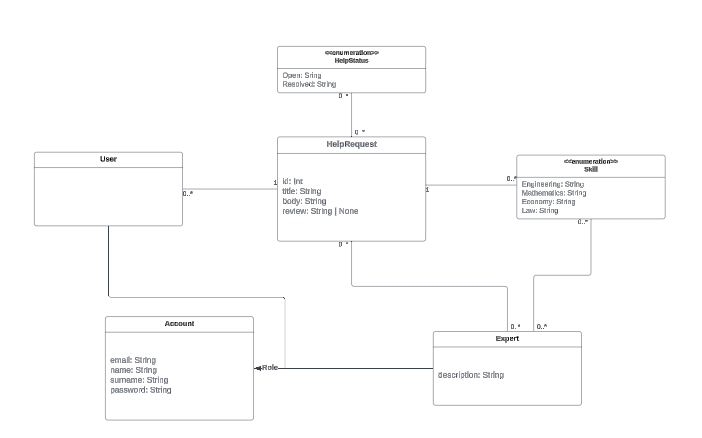 <<enumeration>>
HelpStatus
Open: Sring
Resolved: String
0 *
0 *
HelpRequest
id: Int
title: String
body: String
review: String | None
User
0..*
1
1
0..*
<<enumeration>>
Skill
Engineering: String
Mathematics: String
Economy: String
Law: String
0..*
0 *
0..*
0..*
Account
email: String
name: String
surname: String
password: String
Role
Expert
description: String